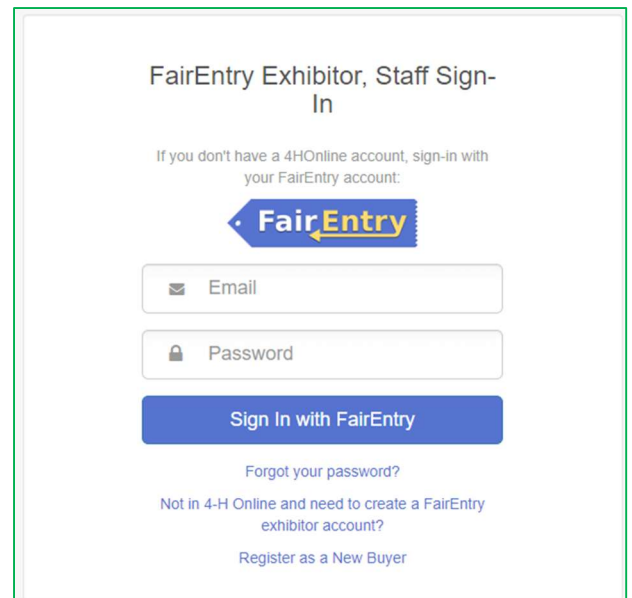 FairEntry Exhibitor, Staff Sign-
In
If you don't have a 4HOnline account, sign-in with
your FairEntry account:
FairEntry
Email
Password
Sign In with FairEntry
Forgot your password?
Not in 4-H Online and need to create a FairEntry
exhibitor account?
Register as a New Buyer